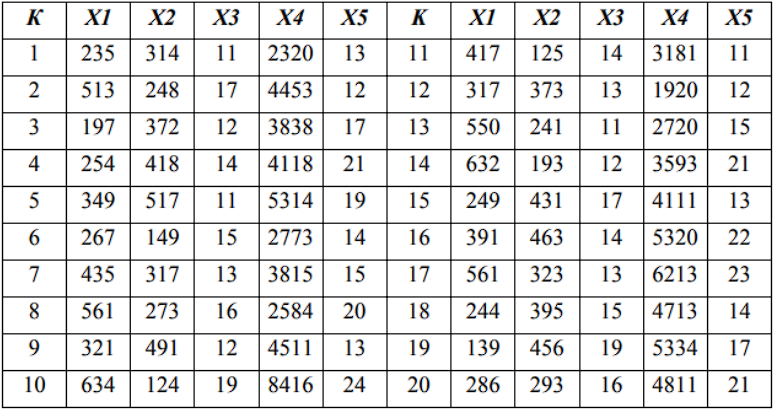 K X1 X2 X3 X4 X5 K X1 X2 X3 X4 X5
1 235 314 11 2320 13 11 417 125 14 3181 11
2 513 248 17 4453 12 12 317 373 13 1920 12
3 197 372 12 3838 17 13 550 241 11 2720 15
4 254 418 14 4118 21 14 632 193 12 3593 21
5 349 517 11 5314 19 15 249 431 17 4111 13
6 267 149 15 2773 14 16 391 463 14 5320 22
7 435 317 13 3815 15 17 561 323 13 6213 23
8 561 273 16 2584 20 18 244 395 15 4713 14
9 321 491 12 4511 13 19 139 456 19 5334 17
10 634 124 19 8416 24 20 286 293 16 4811 21